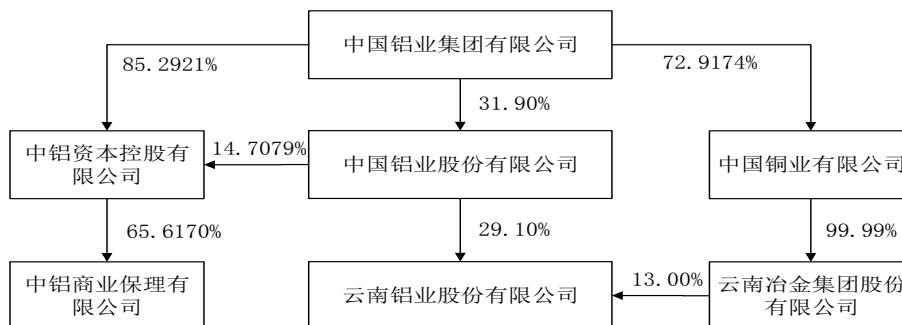 中国铝业集团有限公司
85.2921%
31.90%
72.9174%
中铝资本控股有
限公司
14.7079%
中国铝业股份有限公司
中国铜业有限公司
65.6170%
29.10%
99.99%
中铝商业保理有
限公司
云南铝业股份有限公司
13.00%
云南冶金集团股份
有限公司